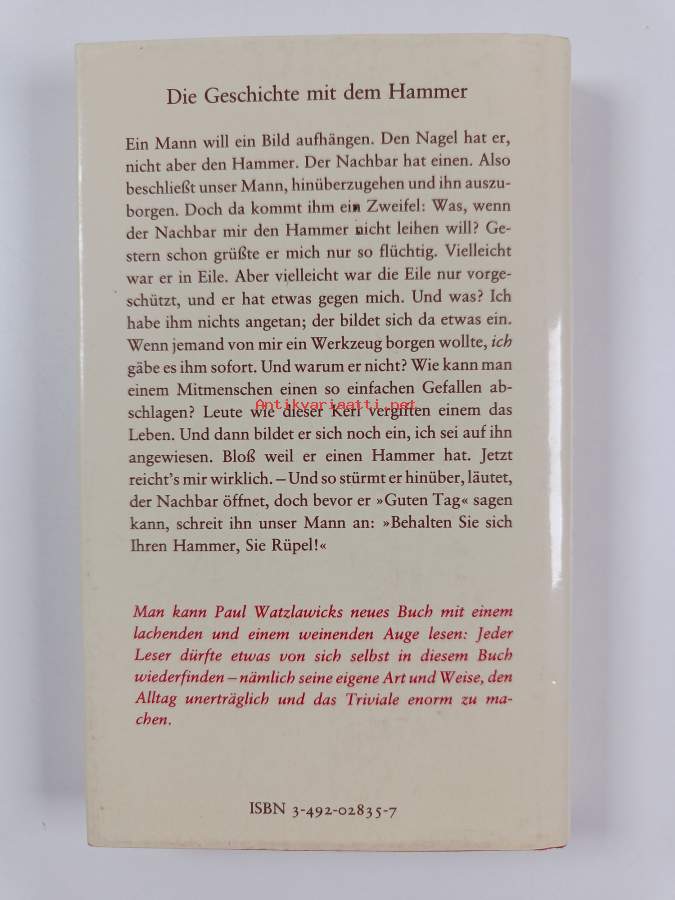 Die Geschichte mit dem Hammer
Ein Mann will ein Bild aufhängen. Den Nagel hat er,
nicht aber den Hammer. Der Nachbar hat einen. Also
beschließt unser Mann, hinüberzugehen und ihn auszu-
borgen. Doch da kommt ihm ein Zweifel: Was, wenn
der Nachbar mir den Hammer nicht leihen will? Ge-
stern schon grüßte er mich nur so flüchtig. Vielleicht
war er in Eile. Aber vielleicht war die Eile nur vorge-
schützt, und er hat etwas gegen mich. Und was? Ich
habe ihm nichts angetan; der bildet sich da etwas ein.
Wenn jemand von mir ein Werkzeug borgen wollte, ich
gäbe es ihm sofort. Und warum er nicht? Wie kann man
einem Mitmenschen einen so einfachen Gefallen ab-
schlagen? Leute wie dieser Kerl vergiften einem das
Antikvariaatti.net
Leben. Und dann bildet er sich noch ein, ich sei auf ihn
angewiesen. Bloß weil er einen Hammer hat. Jetzt
reicht's mir wirklich. – Und so stürmt er hinüber, läutet,
der Nachbar öffnet, doch bevor er »Guten Tag« sagen
kann, schreit ihn unser Mann an: »Behalten Sie sich
Ihren Hammer, Sie Rüpel!«
Man kann Paul Watzlawicks neues Buch mit einem
lachenden und einem weinenden Auge lesen: Jeder
Leser dürfte etwas von sich selbst in diesem Buch
wiederfinden – nämlich seine eigene Art und Weise, den
Alltag unerträglich und das Triviale enorm zu ma-
chen.
ISBN 3-492-02835-7